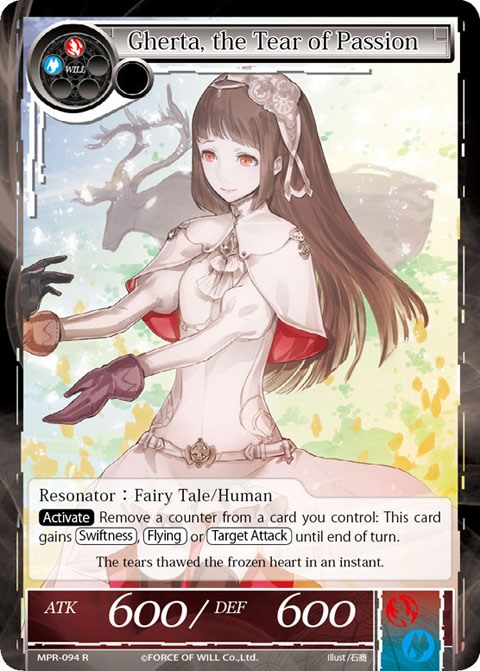 Gherta, the Tear of Passion
WILL
Resonator : Fairy Tale/Human
Activate Remove a counter from a card you control: This card
gains Swiftness, Flying or Target Attack until end of turn.
The tears thawed the frozen heart in an instant.
ATK 600 / DEF 600
MPR-094 R ©FORCE OF WILL Co.,Ltd. Illust/石商